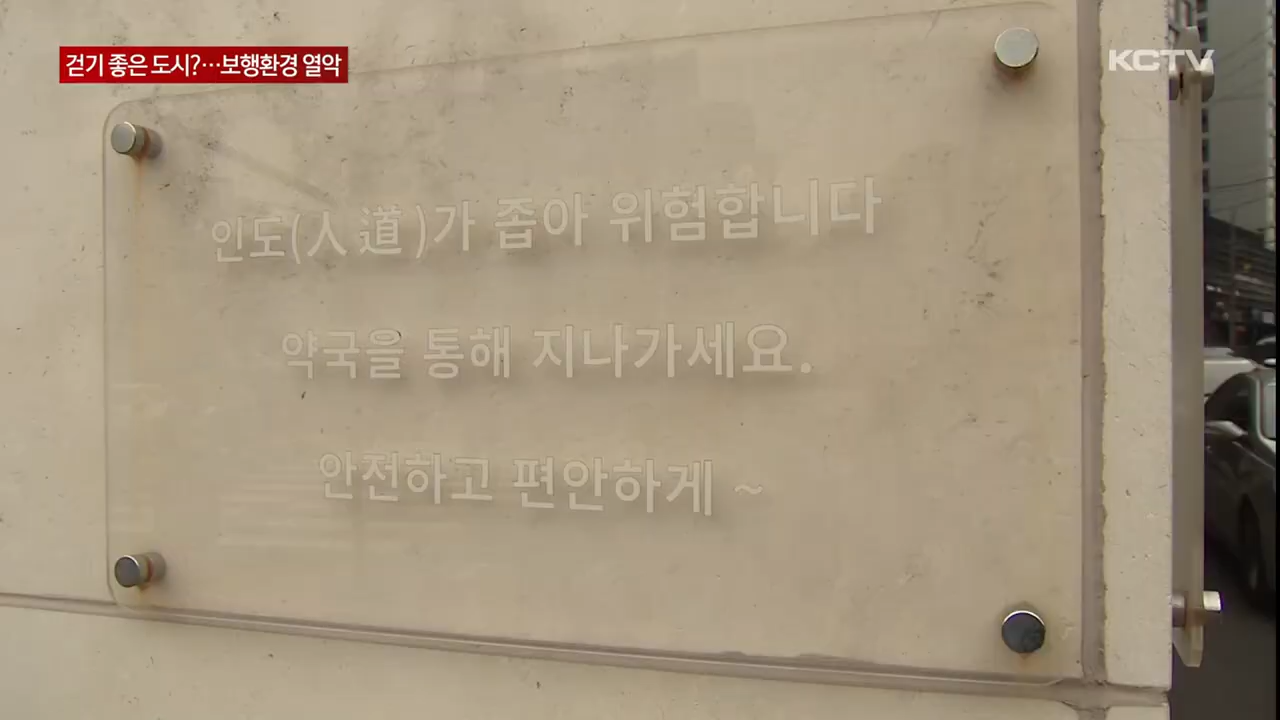 걷기 좋은 도시?…보행환경 열악
KCTV
인도(人道)가 좁아 위험합니다
약국을 통해 지나가세요.
안전하고 편안하게 ~